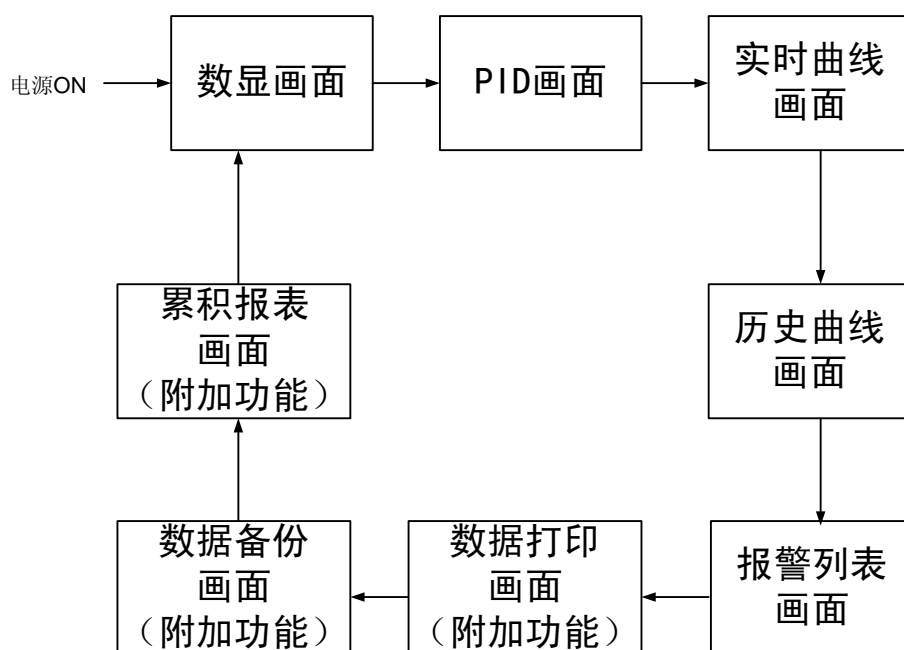 电源ON
数显画面
PID画面
实时曲线
画面
累积报表
画面
（附加功能）
历史曲线
画面
数据备份
画面
（附加功能）
数据打印
画面
（附加功能）
报警列表
画面